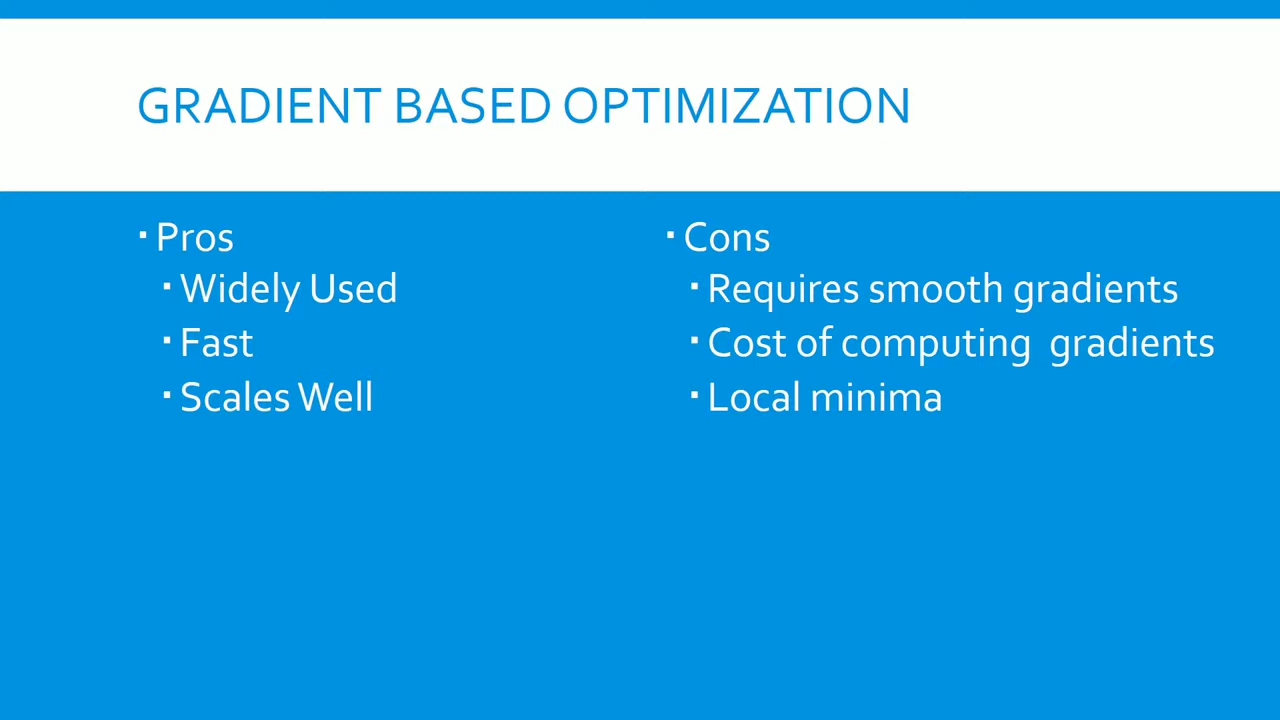 GRADIENT BASED OPTIMIZATION
▪ Pros
▪ Widely Used
▪ Fast
▪ Scales Well
▪ Cons
▪ Requires smooth gradients
▪ Cost of computing  gradients
▪ Local minima